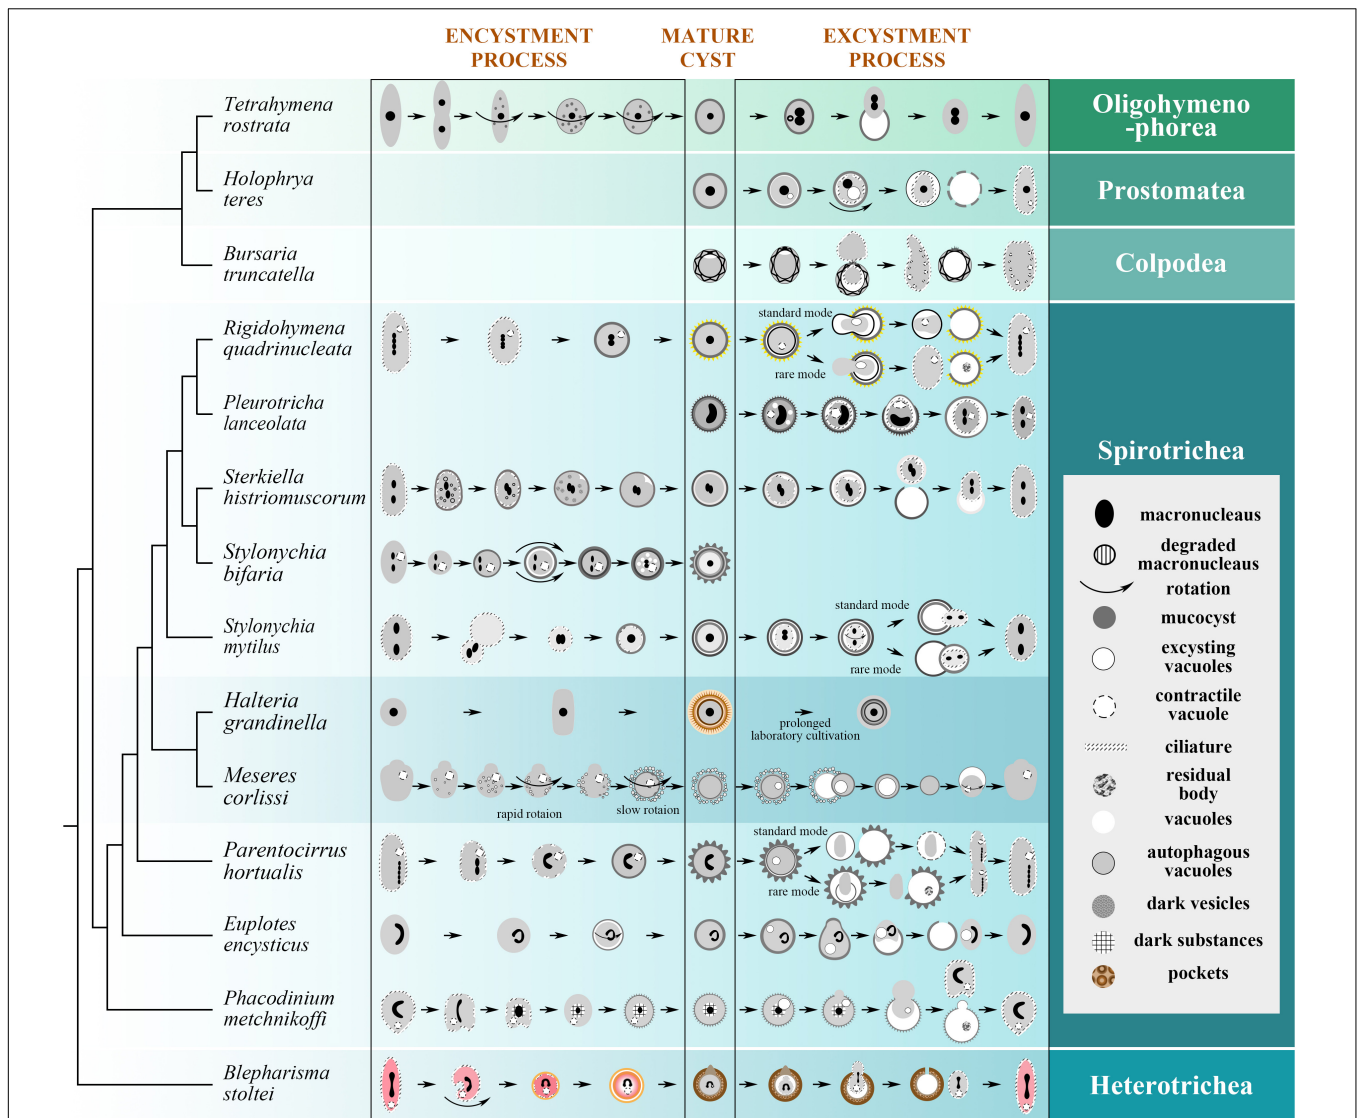 ENCYSTMENT
PROCESS
MATURE
CYST
EXCYSTMENT
PROCESS
Tetrahymena
rostrata
Oligohymeno
-phorea
Holophrya
teres
Prostomatea
Bursaria
truncatella
Colpodea
Rigidohymena
quadrinucleata
standard mode
rare mode
Pleurotricha
lanceolata
Spirotrichea
Sterkiella
histriomuscorum
Stylonychia
bifaria
Stylonychia
mytilus
standard mode
rare mode
Halteria
grandinella
prolonged
laboratory cultivation
Meseres
corlissi
rapid rotaion
slow rotaion
Parentocirrus
hortualis
standard mode
rare mode
Euplotes
encysticus
Phacodinium
metchnikoffi
Blepharisma
stoltei
Heterotrichea
macronucleaus
degraded
macronucleaus
rotation
mucocyst
excysting
vacuoles
contractile
vacuole
ciliature
residual
body
vacuoles
autophagous
vacuoles
dark vesicles
dark substances
pockets